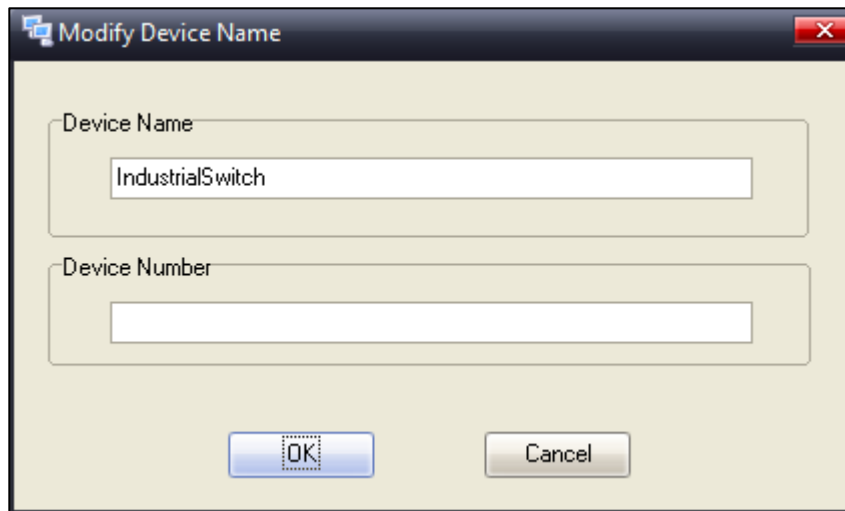 Modify Device Name
Device Name
IndustrialSwitch
Device Number
OK
Cancel